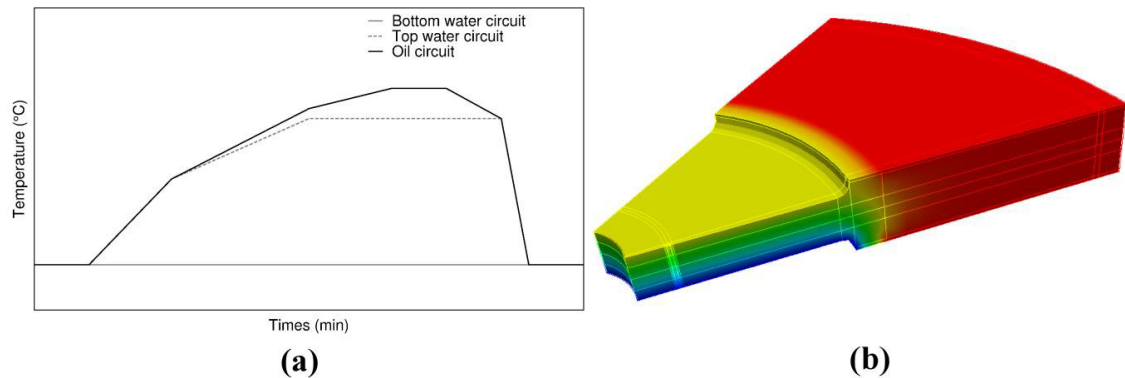 Bottom water circuit
Top water circuit
Oil circuit
Temperature (°C)
Times (min)
(a)
(b)